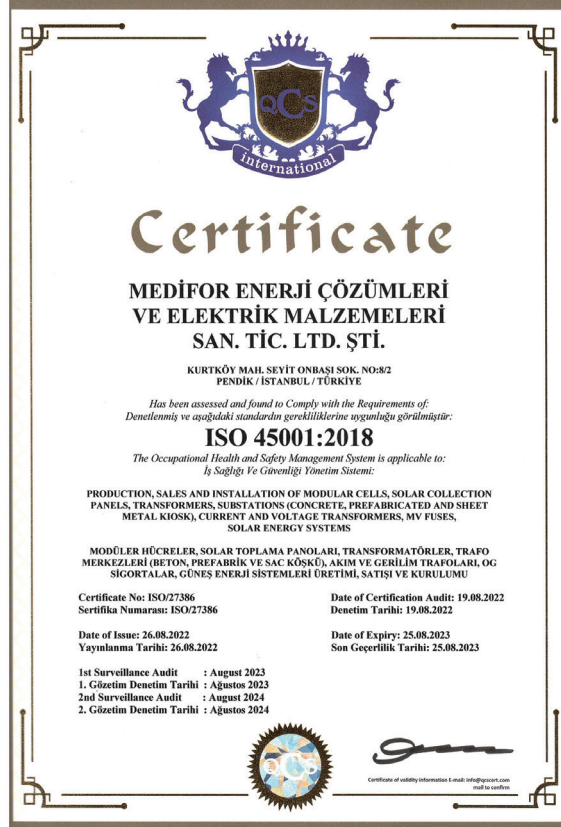 QCS
international
Certificate
MEDİFOR ENERJİ ÇÖZÜMLERİ
VE ELEKTRİK MALZEMELERİ
SAN. TİC. LTD. ŞTİ.
KURTKÖY MAH. SEYİT ONBAŞI SOK. NO:8/2
PENDİK / İSTANBUL / TÜRKİYE
Has been assessed and found to Comply with the Requirements of:
Denetlenmiş ve aşağıdaki standardın gerekliliklerine uygunluğu görülmüştür:
ISO 45001:2018
The Occupational Health and Safety Management System is applicable to:
İş Sağlığı Ve Güvenliği Yönetim Sistemi:
PRODUCTION, SALES AND INSTALLATION OF MODULAR CELLS, SOLAR COLLECTION
PANELS, TRANSFORMERS, SUBSTATIONS (CONCRETE, PREFABRICATED AND SHEET
METAL KIOSK), CURRENT AND VOLTAGE TRANSFORMERS, MV FUSES,
SOLAR ENERGY SYSTEMS
MODÜLER HÜCRELER, SOLAR TOPLAMA PANOLARI, TRANSFORMATÖRLER, TRAFO
MERKEZLERİ (BETON, PREFABRİK VE SAC KÖŞKÜ), AKIM VE GERİLİM TRAFOLARI, OG
SİGORTALAR, GÜNEŞ ENERJİ SİSTEMLERİ ÜRETİMİ, SATIŞI VE KURULUMU
Certificate No: ISO/27386
Sertifika Numarası: ISO/27386
Date of Certification Audit: 19.08.2022
Denetim Tarihi: 19.08.2022
Date of Issue: 26.08.2022
Yayınlanma Tarihi: 26.08.2022
Date of Expiry: 25.08.2023
Son Geçerlilik Tarihi: 25.08.2023
1st Surveillance Audit : August 2023
1. Gözetim Denetim Tarihi : Ağustos 2023
2nd Surveillance Audit : August 2024
2. Gözetim Denetim Tarihi : Ağustos 2024
QCS
Certificate of validity information E-mail: info@qcscert.com
mail to confirm